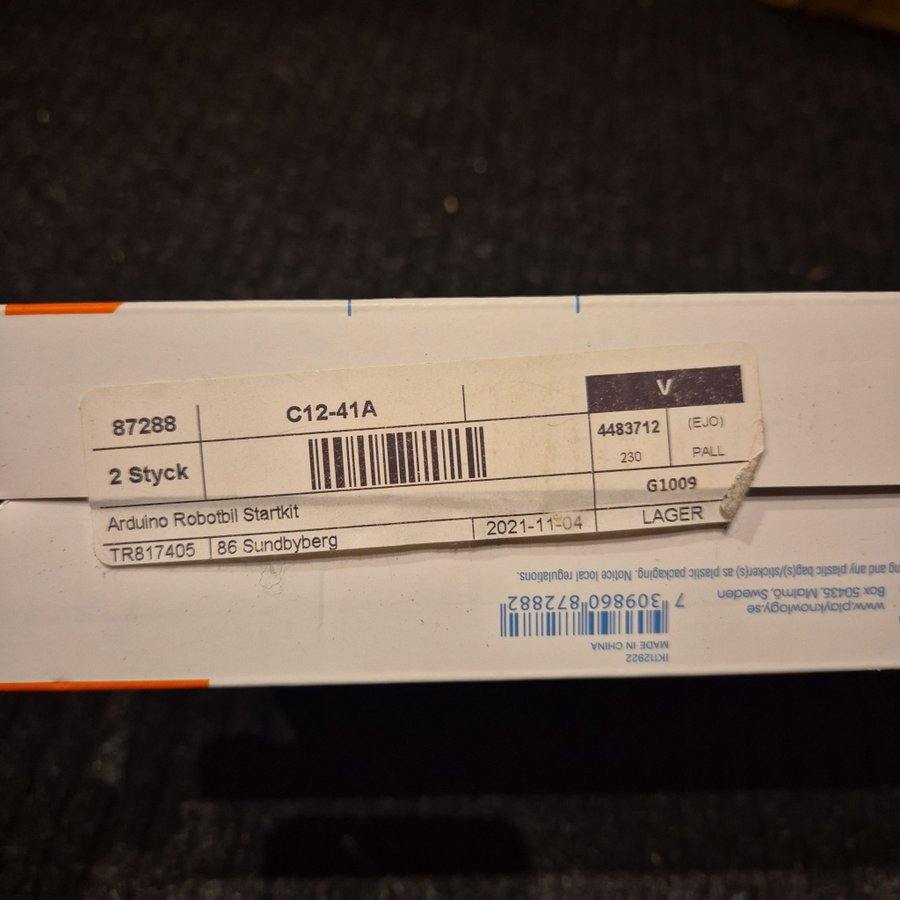 87288
C12-41A
V
2 Styck
4483712
(EJO)
230
PALL
G1009
Arduino Robotbil Startkit
2021-11-04
LAGER
TR817405
86 Sundbyberg
IK112922
MADE IN CHINA
7 309860 872882
www.playknowlogy.se
Box 50435, Malmö, Sweden
ng and any plastic bag(s)/sticker(s) as plastic packaging. Notice local regulations.